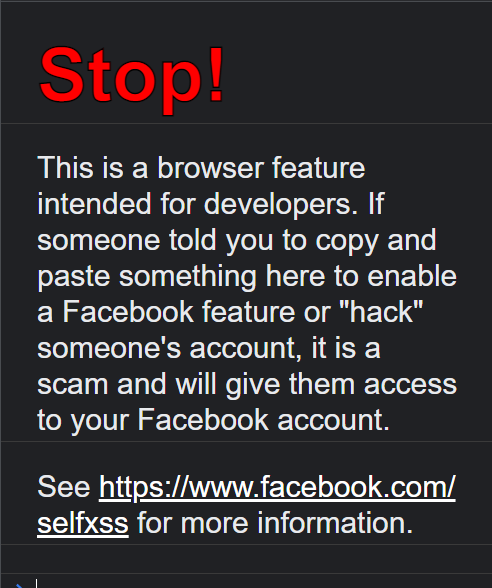 Stop!
This is a browser feature
intended for developers. If
someone told you to copy and
paste something here to enable
a Facebook feature or "hack"
someone's account, it is a
scam and will give them access
to your Facebook account.
See https://www.facebook.com/
selfxss for more information.